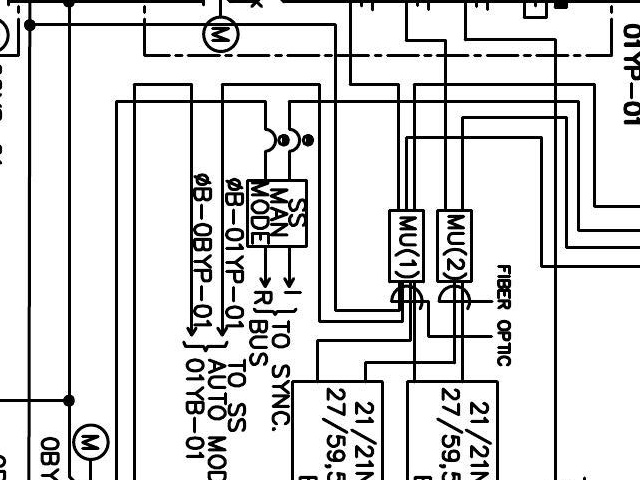 01YP-01
M
SS
MAN
MODE
ØB-01YP-01
ØB-0BYP-01
MU(1)
MU(2)
FIBER OPTIC
I
R
TO SYNC.
BUS
TO SS
AUTO MOD
01YB-01
21/21N
27/59,5
21/21N
27/59,5
M
0BY